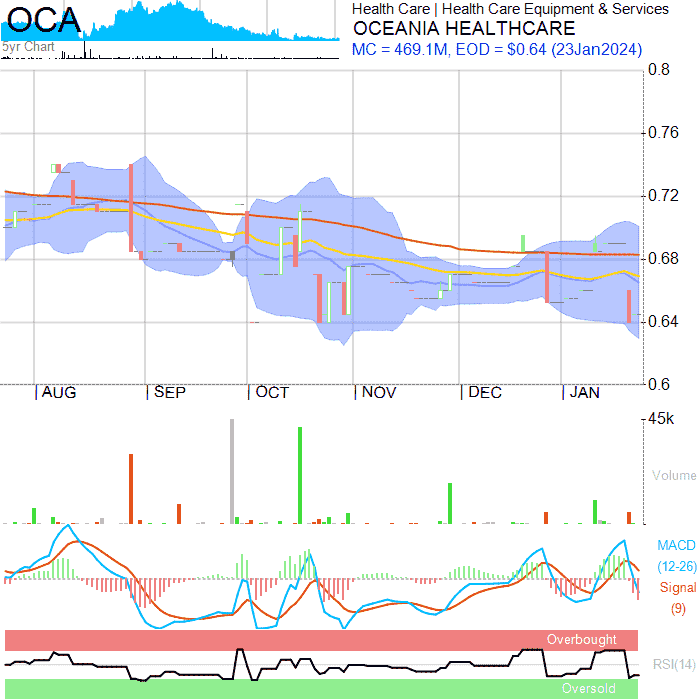 OCA
5yr Chart
Health Care | Health Care Equipment & Services
OCEANIA HEALTHCARE
MC = 469.1M, EOD = $0.64 (23Jan2024)
0.8
0.76
0.72
0.68
0.64
0.6
AUG SEP OCT NOV DEC JAN
45k
Volume
MACD
(12-26)
Signal
(9)
Overbought
RSI(14)
Oversold